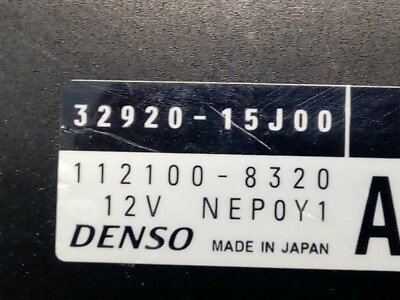 32920-15J00
112100-8320
12V NEP0Y1 A
DENSO MADE IN JAPAN